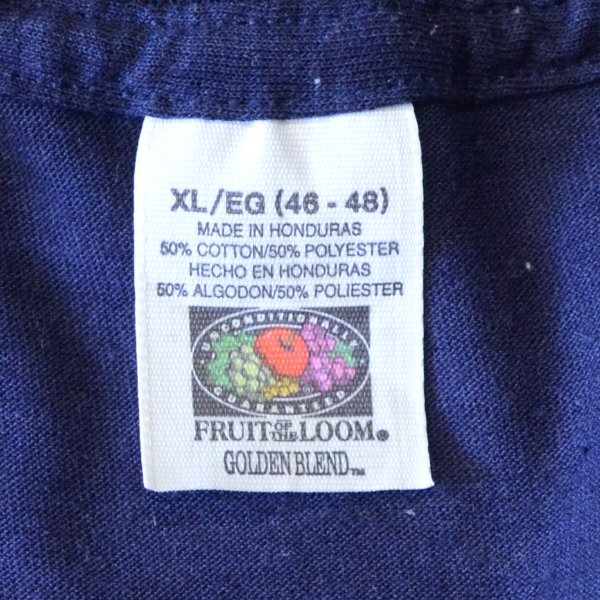 XL/EG (46 - 48)
MADE IN HONDURAS
50% COTTON/50% POLYESTER
HECHO EN HONDURAS
50% ALGODON/50% POLIESTER
UNCONDITIONALLY
GUARANTEED
FRUIT OF THE LOOM®
GOLDEN BLEND™